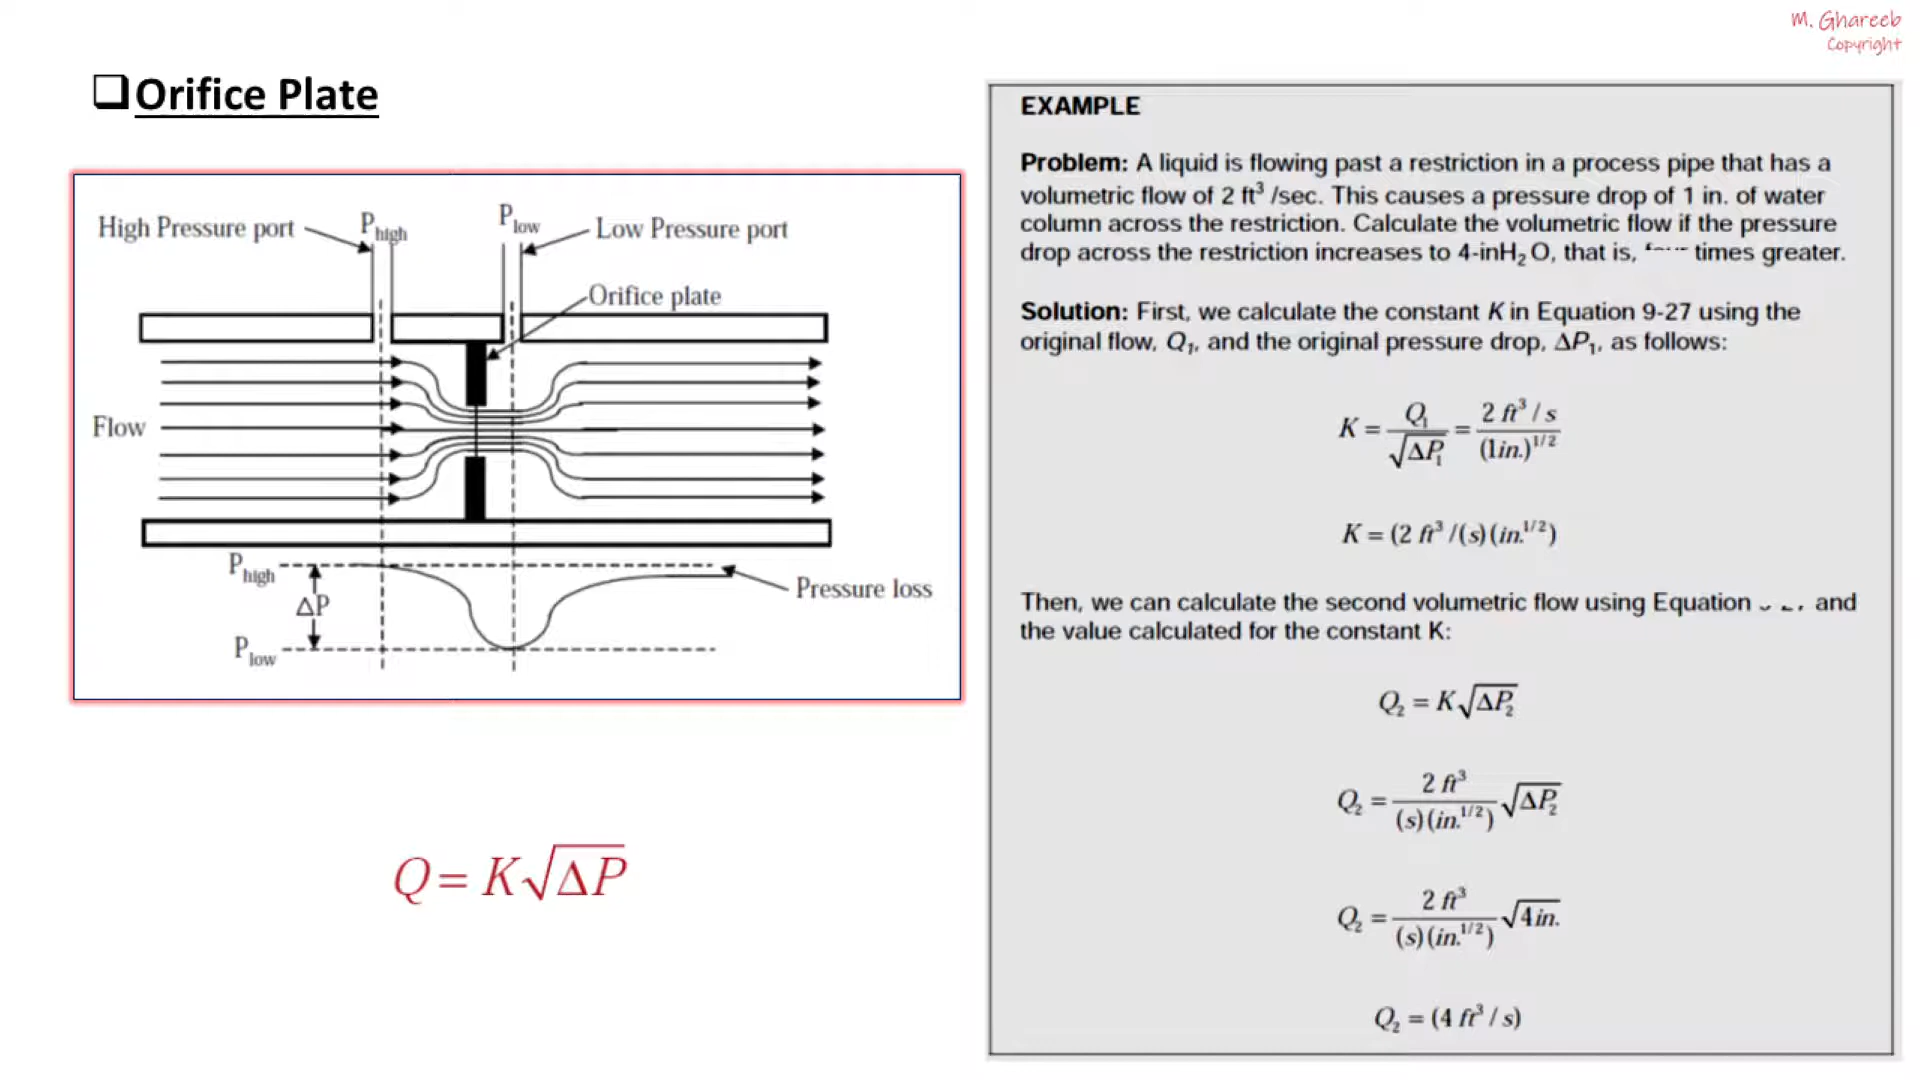 M. Ghareeb
Copyright
❑Orifice Plate
High Pressure port
P high
P low
Low Pressure port
Orifice plate
Flow
P high
ΔP
P low
Pressure loss
Q = K√ΔP
EXAMPLE
Problem: A liquid is flowing past a restriction in a process pipe that has a
volumetric flow of 2 ft³ /sec. This causes a pressure drop of 1 in. of water
column across the restriction. Calculate the volumetric flow if the pressure
drop across the restriction increases to 4-inH₂O, that is, times greater.
Solution: First, we calculate the constant K in Equation 9-27 using the
original flow, Q₁, and the original pressure drop, ΔP₁, as follows:
K = Q₁/√ΔP₁ = 2 ft³ / s/(1in.)^1/2
K = (2 ft³ /(s)(in.^1/2)
Then, we can calculate the second volumetric flow using Equation and
the value calculated for the constant K:
Q₂ = K√ΔP₂
Q₂ = 2 ft³/(s)(in.^1/2) √ΔP₂
Q₂ = 2 ft³/(s)(in.^1/2) √4in.
Q₂ = (4 ft³ / s)